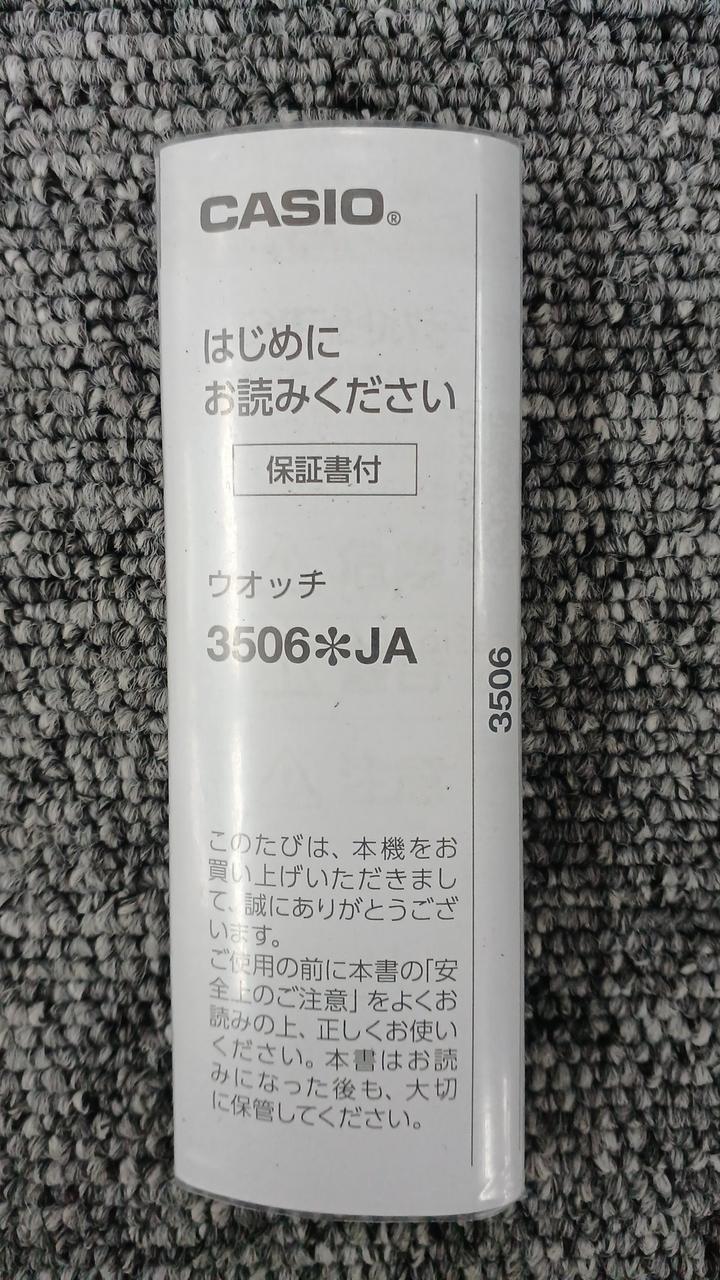 CASIO®
はじめに
お読みください
保証書付
ウオッチ
3506✻JA
3506
このたびは、本機をお
買い上げいただきまし
て、誠にありがとうござ
います。
ご使用の前に本書の「安
全上のご注意」をよくお
読みの上、正しくお使い
ください。本書はお読
みになった後も、大切
に保管してください。